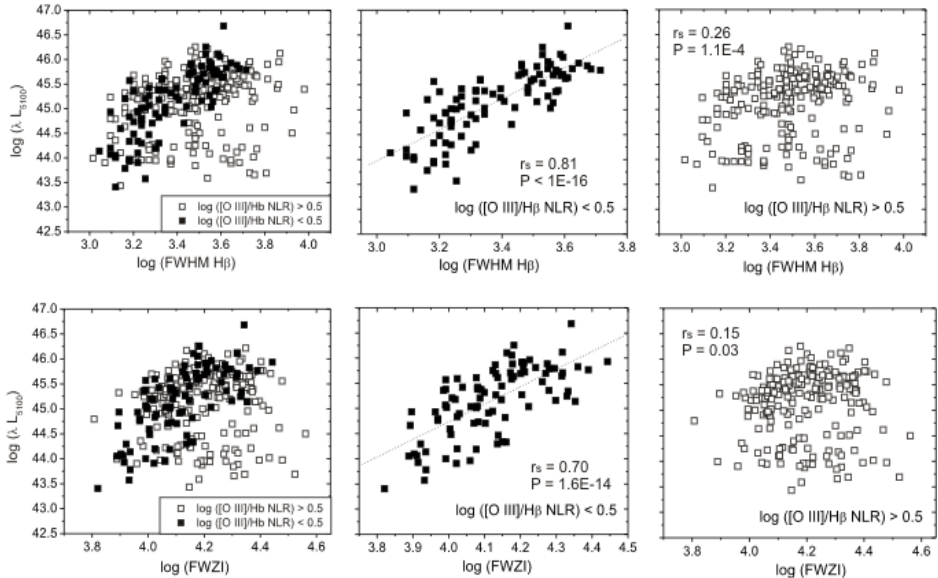 47.0
46.5
46.0
45.5
45.0
44.5
44.0
43.5
43.0
42.5
log (λ L5100)
□ log ([O III]/Hb NLR) > 0.5
■ log ([O III]/Hb NLR) < 0.5
3.0 3.2 3.4 3.6 3.8 4.0
log (FWHM Hβ)
rs = 0.81
P < 1E-16
log ([O III]/Hβ NLR) < 0.5
3.0 3.1 3.2 3.3 3.4 3.5 3.6 3.7 3.8
log (FWHM Hβ)
rs = 0.26
P = 1.1E-4
log ([O III]/Hβ NLR) > 0.5
3.0 3.2 3.4 3.6 3.8 4.0
log (FWHM Hβ)
47.0
46.5
46.0
45.5
45.0
44.5
44.0
43.5
43.0
42.5
log (λ L5100)
□ log ([O III]/Hb NLR) > 0.5
■ log ([O III]/Hb NLR) < 0.5
3.8 4.0 4.2 4.4 4.6
log (FWZI)
rs = 0.70
P = 1.6E-14
log ([O III]/Hβ NLR) < 0.5
3.8 3.9 4.0 4.1 4.2 4.3 4.4 4.5
log (FWZI)
rs = 0.15
P = 0.03
log ([O III]/Hβ NLR) > 0.5
3.8 4.0 4.2 4.4 4.6
log (FWZI)